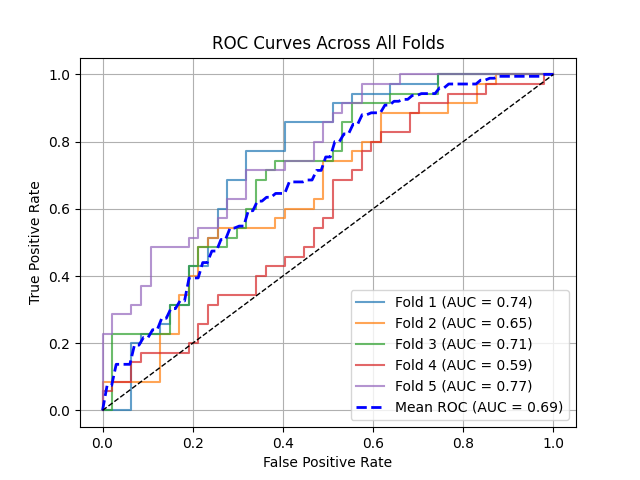 ROC Curves Across All Folds
True Positive Rate
1.0
0.8
0.6
0.4
0.2
0.0
0.0 0.2 0.4 0.6 0.8 1.0
False Positive Rate
Fold 1 (AUC = 0.74)
Fold 2 (AUC = 0.65)
Fold 3 (AUC = 0.71)
Fold 4 (AUC = 0.59)
Fold 5 (AUC = 0.77)
Mean ROC (AUC = 0.69)